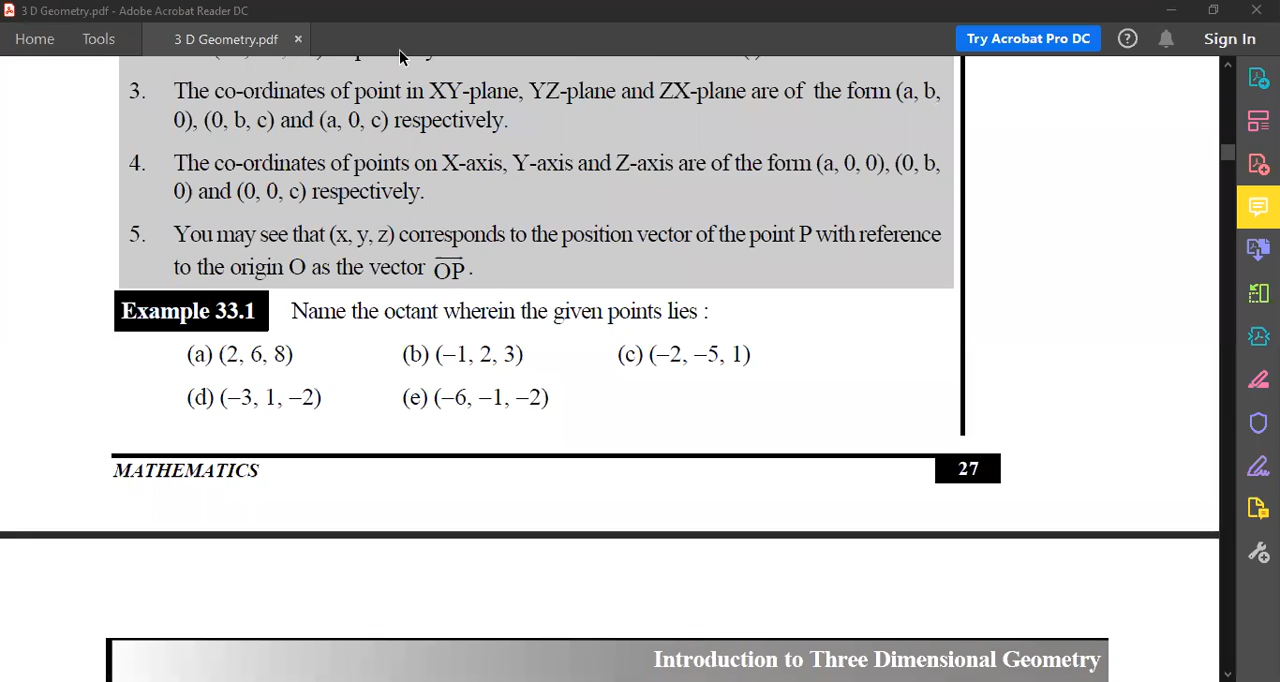 3 D Geometry.pdf - Adobe Acrobat Reader DC
Home Tools 3 D Geometry.pdf × Try Acrobat Pro DC ? Sign In
3. The co-ordinates of point in XY-plane, YZ-plane and ZX-plane are of the form (a, b,
0), (0, b, c) and (a, 0, c) respectively.
4. The co-ordinates of points on X-axis, Y-axis and Z-axis are of the form (a, 0, 0), (0, b,
0) and (0, 0, c) respectively.
5. You may see that (x, y, z) corresponds to the position vector of the point P with reference
to the origin O as the vector O͞P͞ .
Example 33.1 Name the octant wherein the given points lies :
(a) (2, 6, 8) (b) (–1, 2, 3) (c) (–2, –5, 1)
(d) (–3, 1, –2) (e) (–6, –1, –2)
MATHEMATICS 27
Introduction to Three Dimensional Geometry